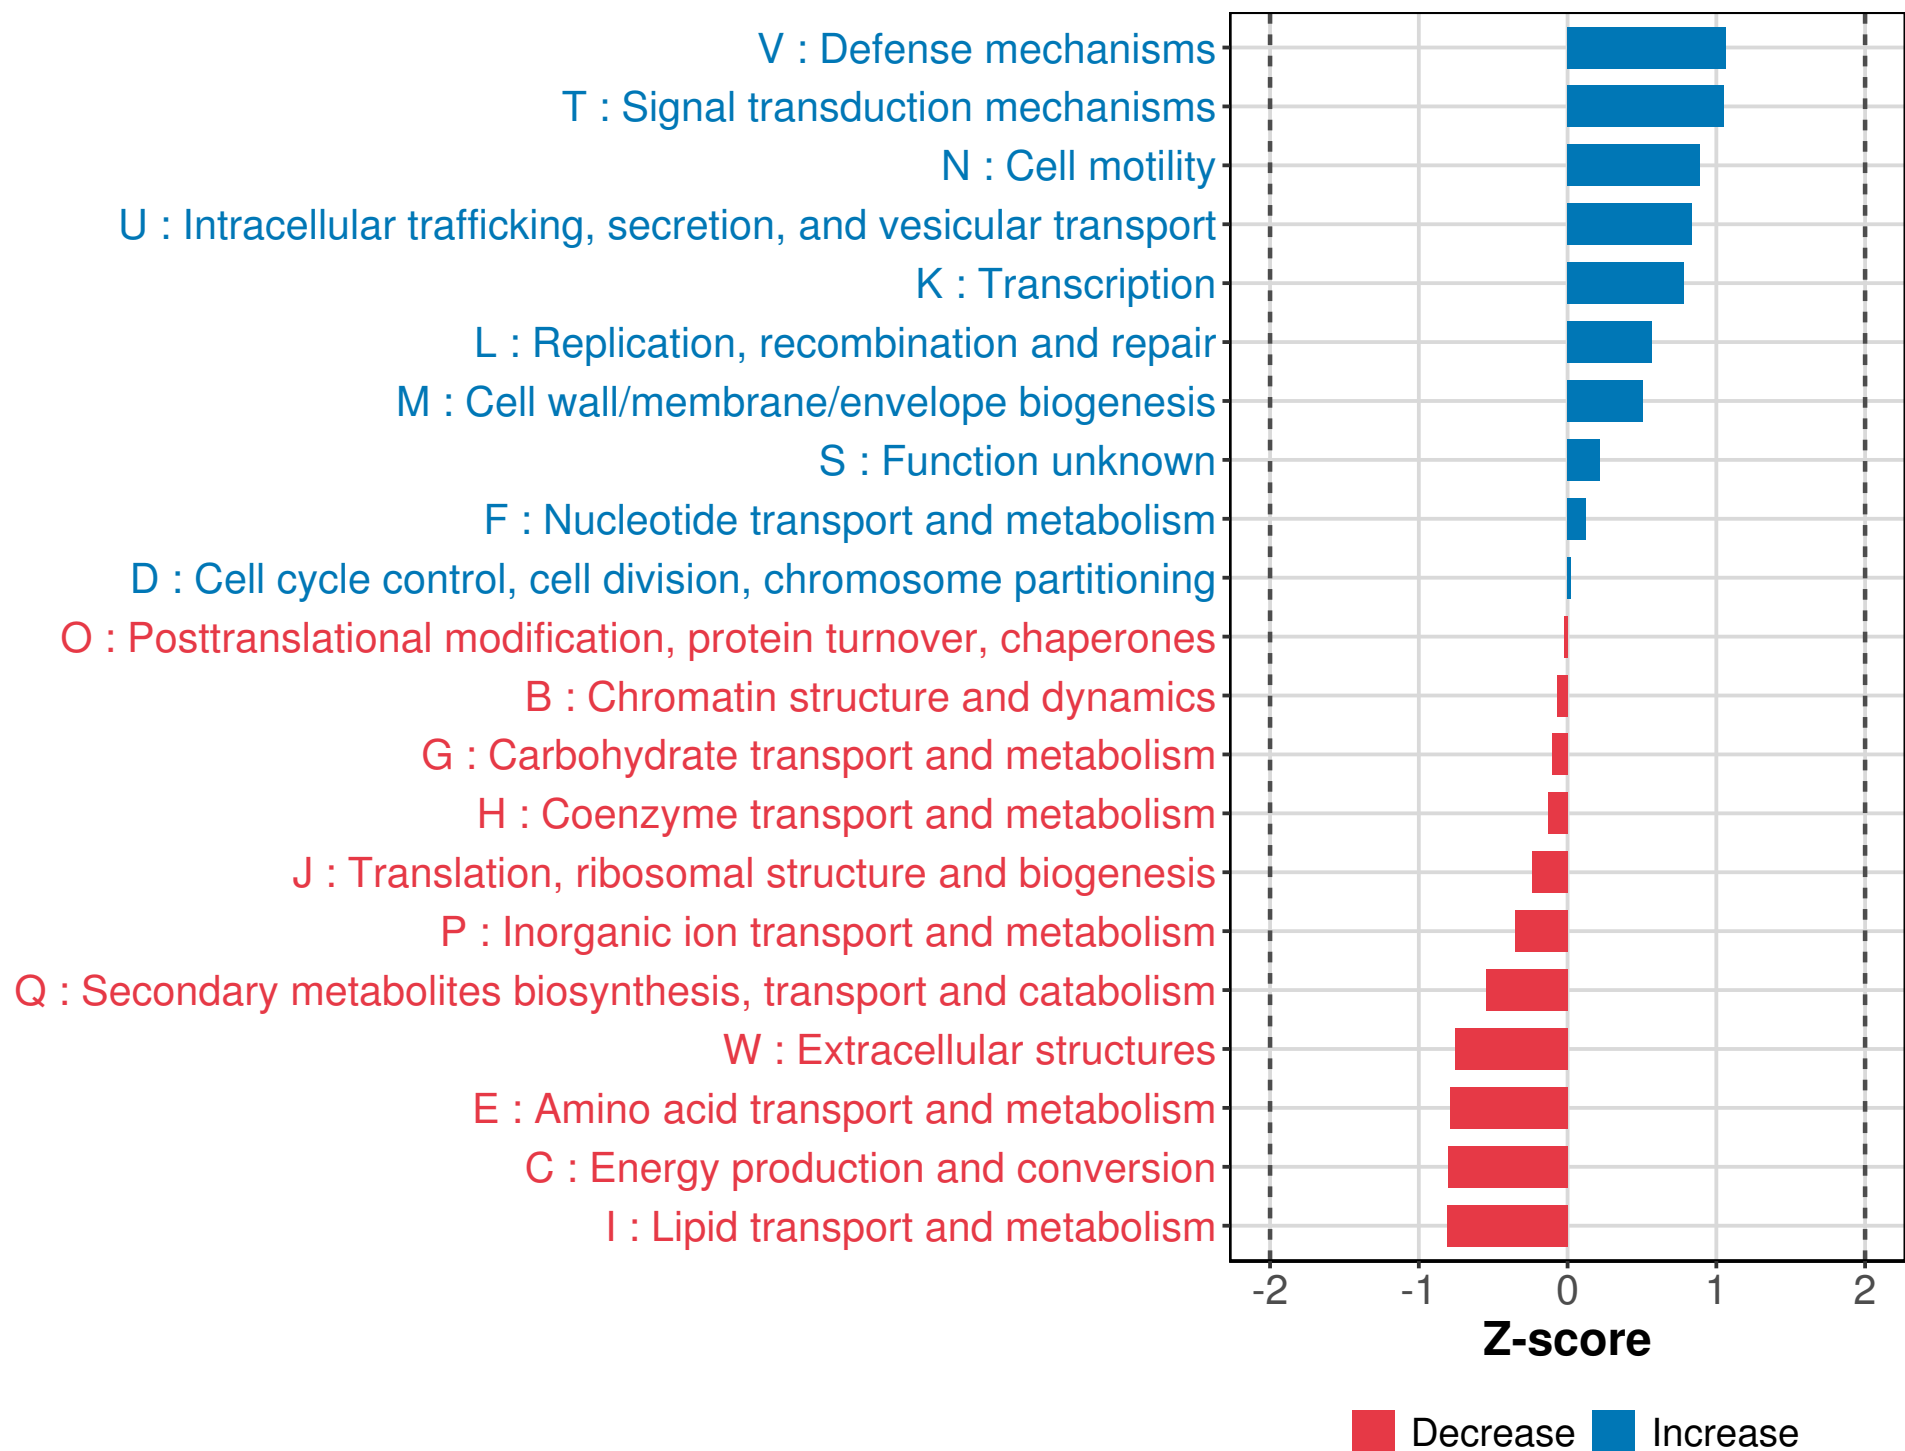 V : Defense mechanisms
T : Signal transduction mechanisms
N : Cell motility
U : Intracellular trafficking, secretion, and vesicular transport
K : Transcription
L : Replication, recombination and repair
M : Cell wall/membrane/envelope biogenesis
S : Function unknown
F : Nucleotide transport and metabolism
D : Cell cycle control, cell division, chromosome partitioning
O : Posttranslational modification, protein turnover, chaperones
B : Chromatin structure and dynamics
G : Carbohydrate transport and metabolism
H : Coenzyme transport and metabolism
J : Translation, ribosomal structure and biogenesis
P : Inorganic ion transport and metabolism
Q : Secondary metabolites biosynthesis, transport and catabolism
W : Extracellular structures
E : Amino acid transport and metabolism
C : Energy production and conversion
I : Lipid transport and metabolism
-2 -1 0 1 2
Z-score
Decrease Increase